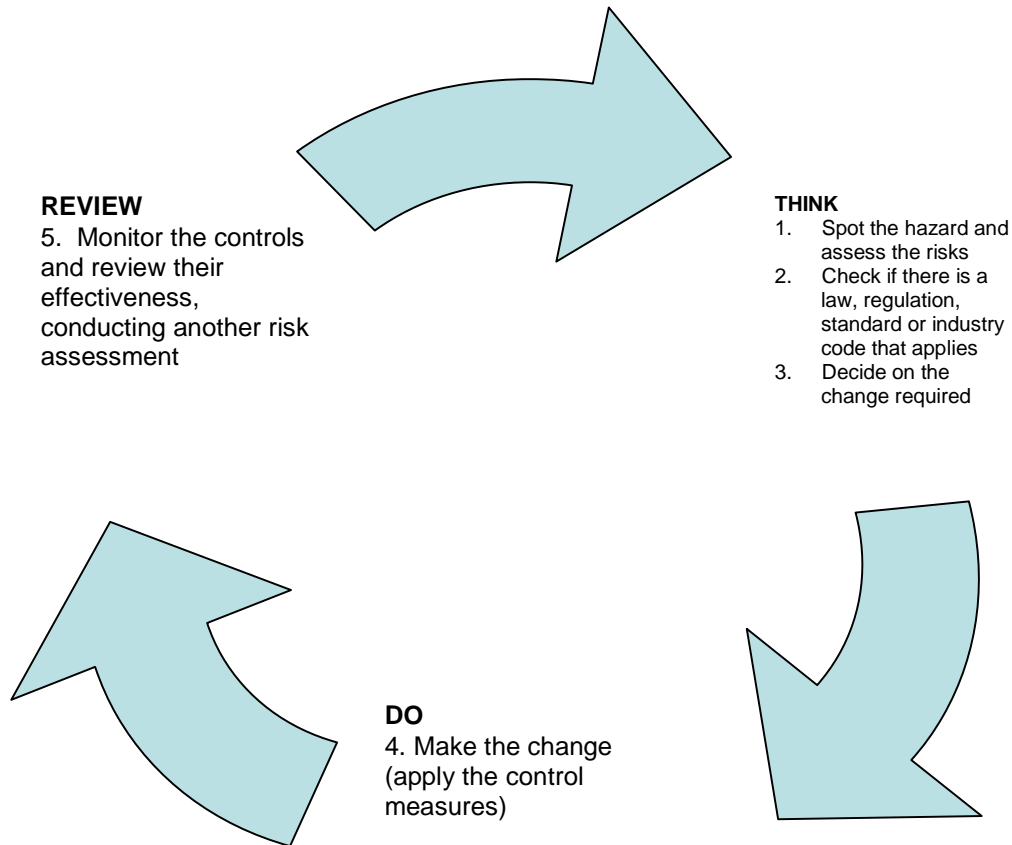 REVIEW
5. Monitor the controls
and review their
effectiveness,
conducting another risk
assessment
THINK
1. Spot the hazard and
assess the risks
2. Check if there is a
law, regulation,
standard or industry
code that applies
3. Decide on the
change required
DO
4. Make the change
(apply the control
measures)